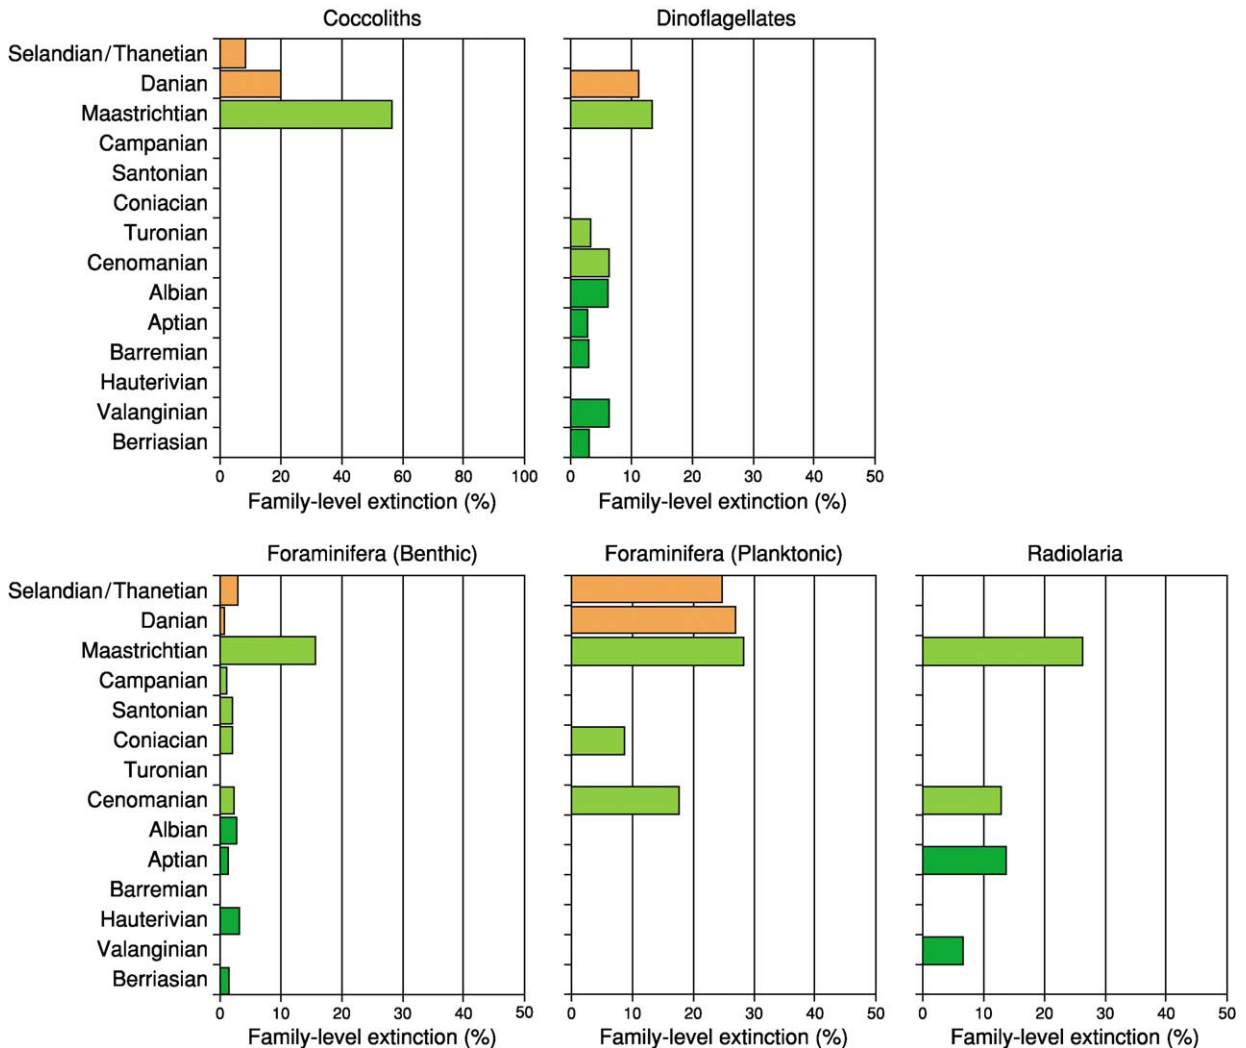 Coccoliths
Dinoflagellates
Selandian/Thanetian
Danian
Maastrichtian
Campanian
Santonian
Coniacian
Turonian
Cenomanian
Albian
Aptian
Barremian
Hauterivian
Valanginian
Berriasian
0 20 40 60 80 100
Family-level extinction (%)
0 10 20 30 40 50
Family-level extinction (%)
Foraminifera (Benthic)
Foraminifera (Planktonic)
Radiolaria
Selandian/Thanetian
Danian
Maastrichtian
Campanian
Santonian
Coniacian
Turonian
Cenomanian
Albian
Aptian
Barremian
Hauterivian
Valanginian
Berriasian
0 10 20 30 40 50
Family-level extinction (%)
0 10 20 30 40 50
Family-level extinction (%)
0 10 20 30 40 50
Family-level extinction (%)